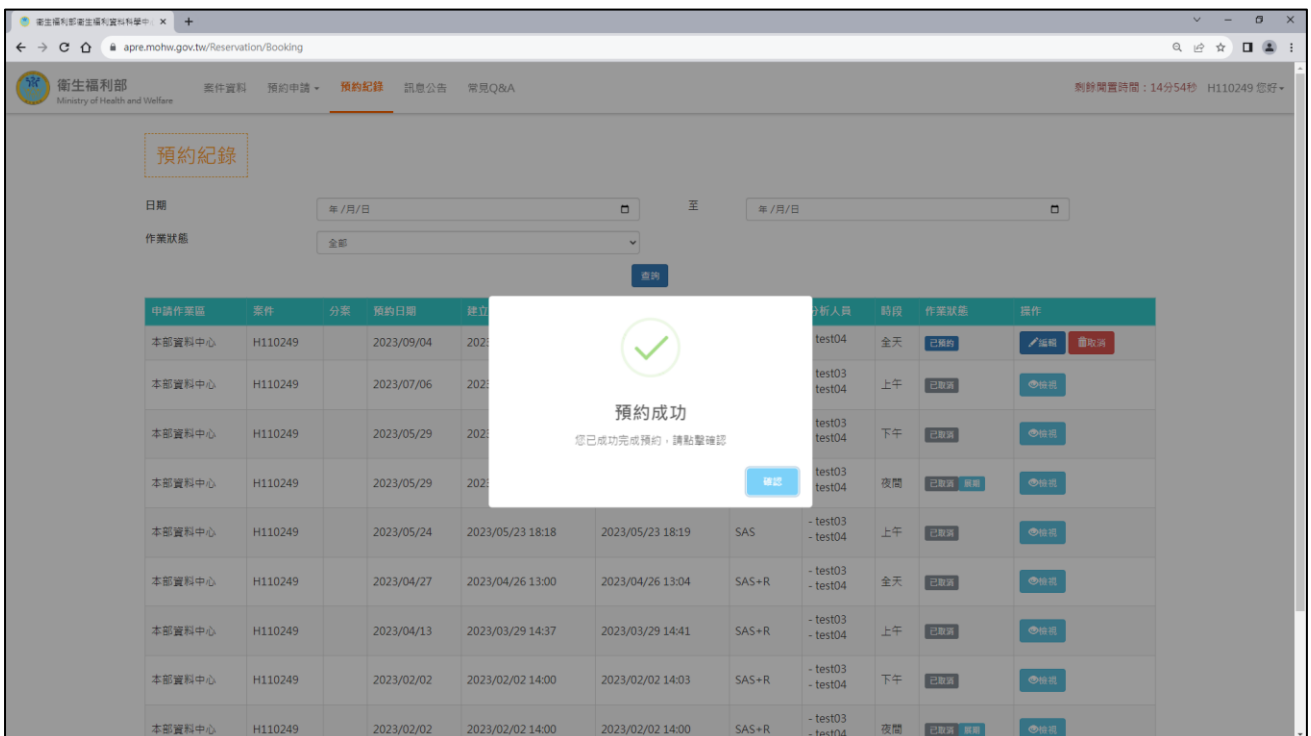 衛生福利部衛生福利資料科學中心
apre.mohw.gov.tw/Reservation/Booking
衛生福利部
Ministry of Health and Welfare
案件資料 預約申請 預約紀錄 訊息公告 常見Q&A 剩餘閒置時間：14分54秒 H110249 您好
預約紀錄
日期 年/月/日 至 年/月/日
作業狀態 全部
查詢
申請作業區 案件 分案 預約日期 建立 分析人員 時段 作業狀態 操作
本部資料中心 H110249 2023/09/04 202 test04 全天 已預約 編輯 取消
本部資料中心 H110249 2023/07/06 202 test03 test04 上午 已取消 檢視
本部資料中心 H110249 2023/05/29 202 test03 test04 下午 已取消 檢視
本部資料中心 H110249 2023/05/29 202 test03 test04 夜間 已取消 展期 檢視
預約成功
您已成功完成預約，請點擊確認
確認
本部資料中心 H110249 2023/05/24 2023/05/23 18:18 2023/05/23 18:19 SAS - test03 - test04 上午 已取消 檢視
本部資料中心 H110249 2023/04/27 2023/04/26 13:00 2023/04/26 13:04 SAS+R - test03 - test04 全天 已取消 檢視
本部資料中心 H110249 2023/04/13 2023/03/29 14:37 2023/03/29 14:41 SAS+R - test03 - test04 上午 已取消 檢視
本部資料中心 H110249 2023/02/02 2023/02/02 14:00 2023/02/02 14:03 SAS+R - test03 - test04 下午 已取消 檢視
本部資料中心 H110249 2023/02/02 2023/02/02 14:00 2023/02/02 14:00 SAS+R - test03 - test04 夜間 已取消 展期 檢視